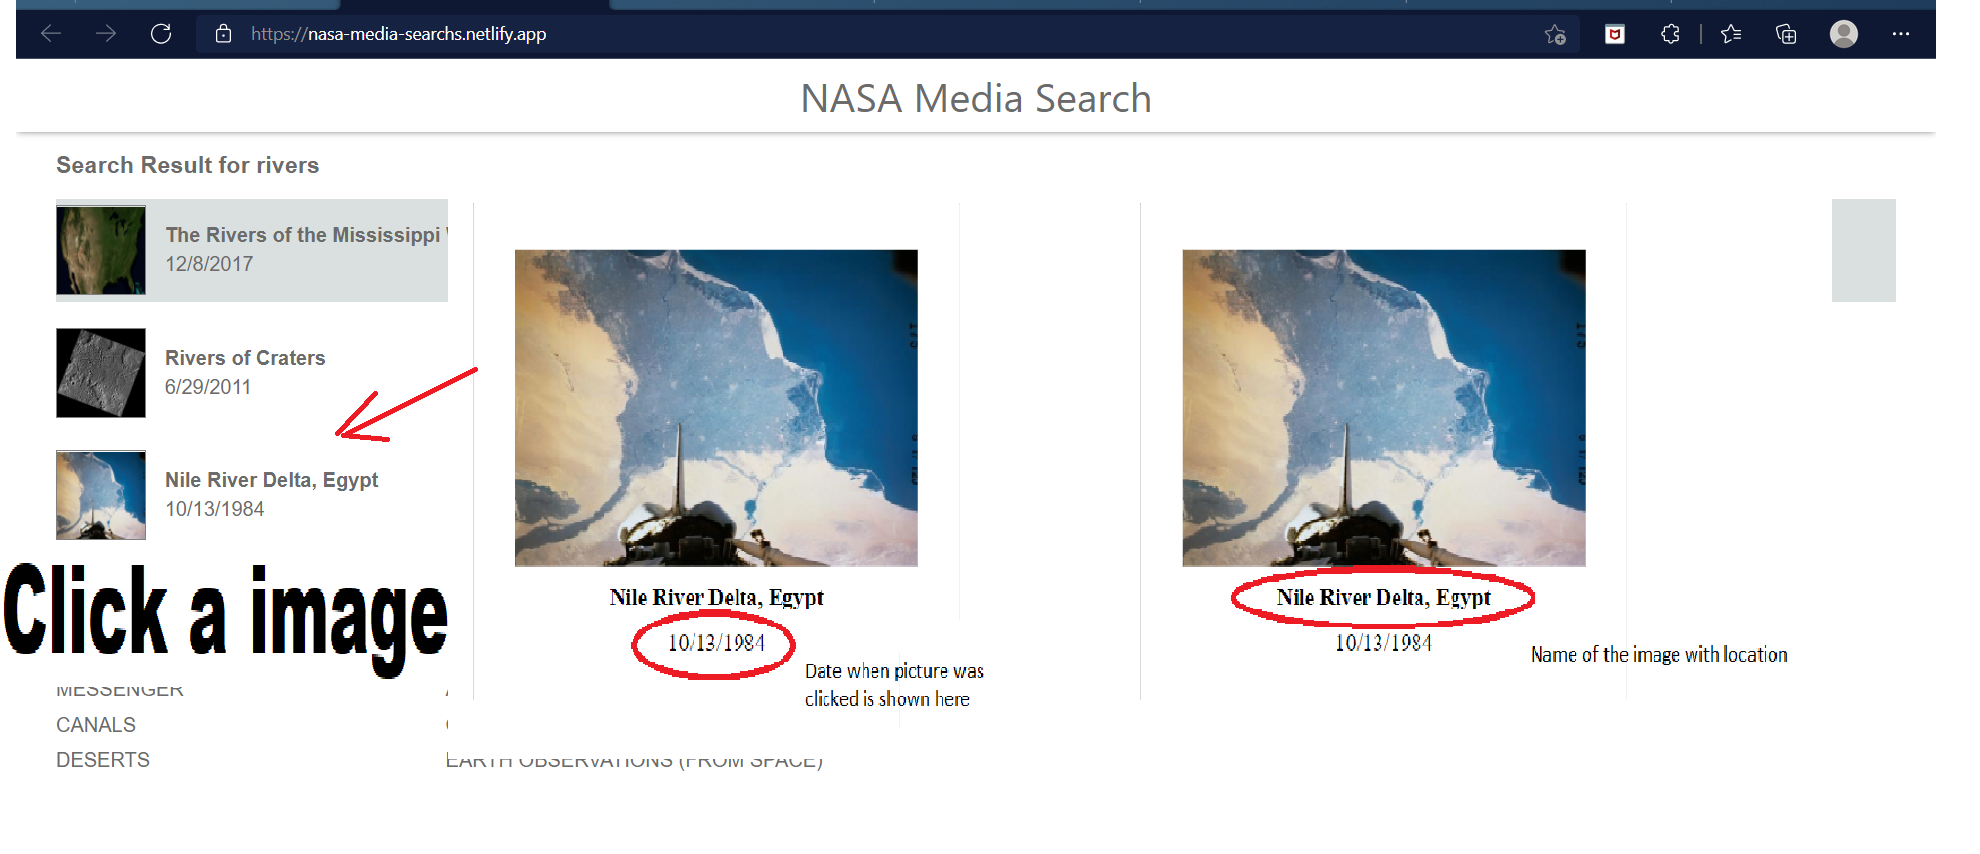 https://nasa-media-searchs.netlify.app
NASA Media Search
Search Result for rivers
The Rivers of the Mississippi
12/8/2017
Rivers of Craters
6/29/2011
Nile River Delta, Egypt
10/13/1984
Click a image
MESSENGER
CANALS
DESERTS
EARTH OBSERVATIONS (FROM SPACE)
Nile River Delta, Egypt
10/13/1984
Date when picture was
clicked is shown here
Nile River Delta, Egypt
10/13/1984
Name of the image with location